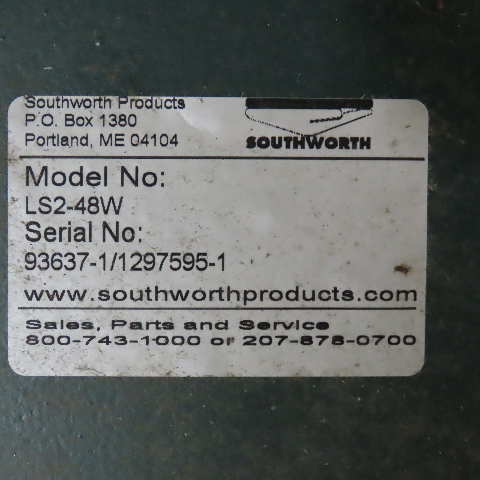 Southworth Products
P.O. Box 1380
Portland, ME 04104
SOUTHWORTH
Model No:
LS2-48W
Serial No:
93637-1/1297595-1
www.southworthproducts.com
Sales, Parts and Service
800-743-1000 or 207-878-0700